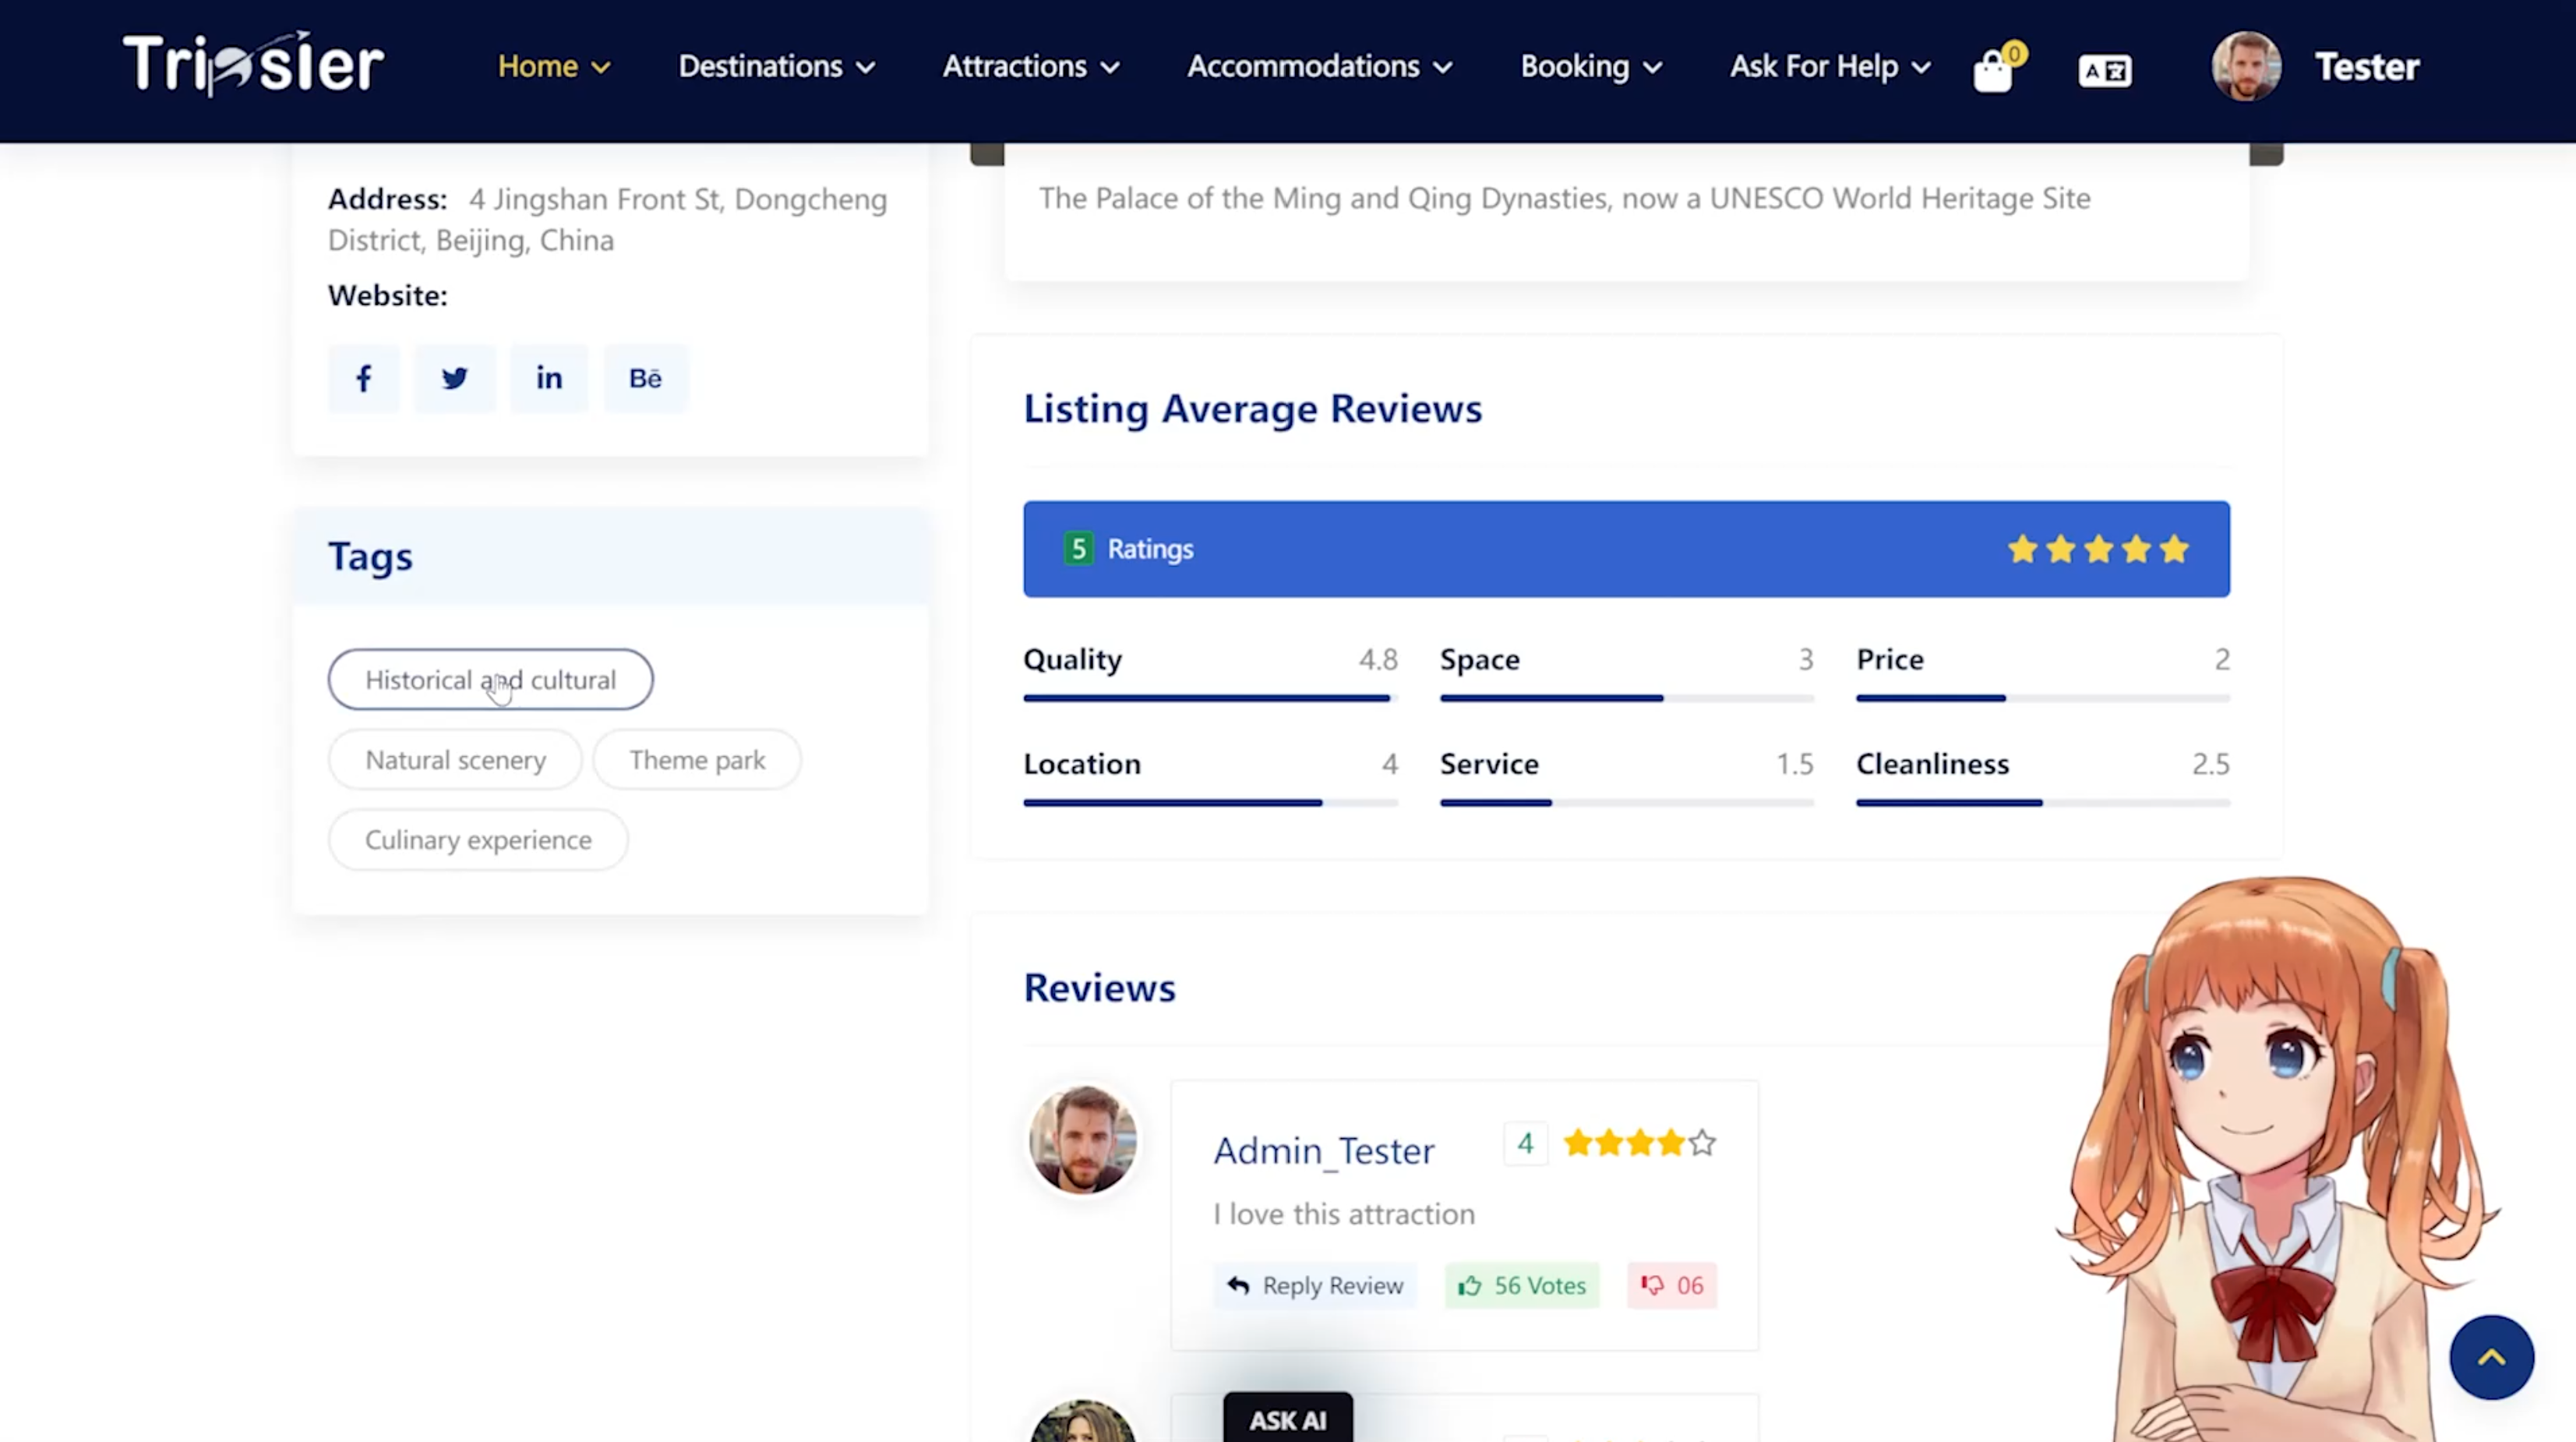 Tripsier
Home
Destinations
Attractions
Accommodations
Booking
Ask For Help
0
A
Tester
Address: 4 Jingshan Front St, Dongcheng
District, Beijing, China
Website:
f
in
Bē
Tags
Historical and cultural
Natural scenery
Theme park
Culinary experience
The Palace of the Ming and Qing Dynasties, now a UNESCO World Heritage Site
Listing Average Reviews
5 Ratings
Quality 4.8
Space 3
Price 2
Location 4
Service 1.5
Cleanliness 2.5
Reviews
Admin_Tester 4
I love this attraction
Reply Review
56 Votes
06
ASK AI